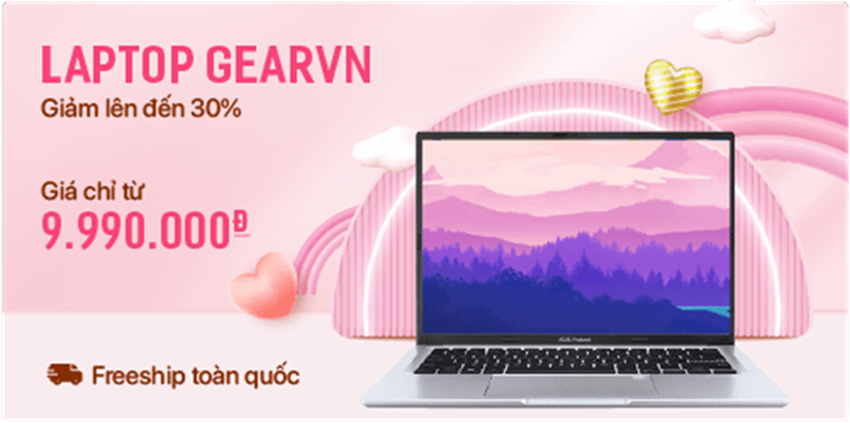 LAPTOP GEARVN
Giảm lên đến 30%
Giá chỉ từ
9.990.000Đ
Freeship toàn quốc